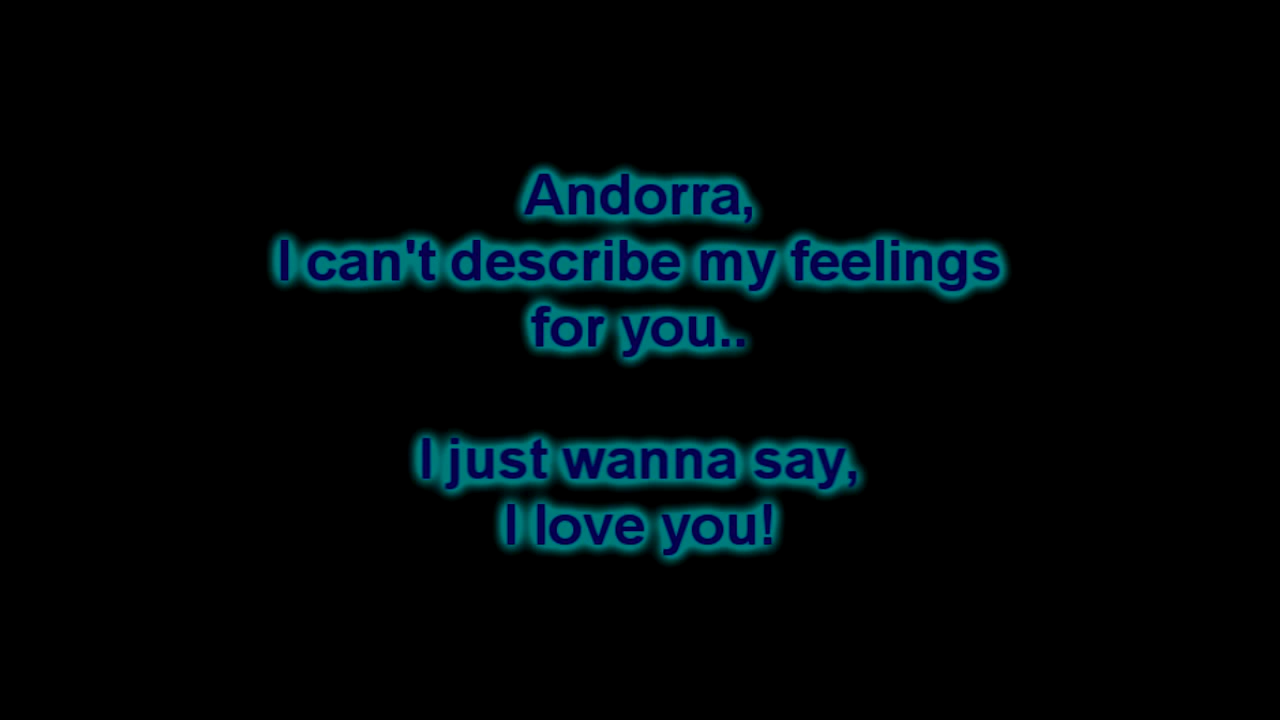 Andorra,
I can't describe my feelings
for you..
I just wanna say,
I love you!